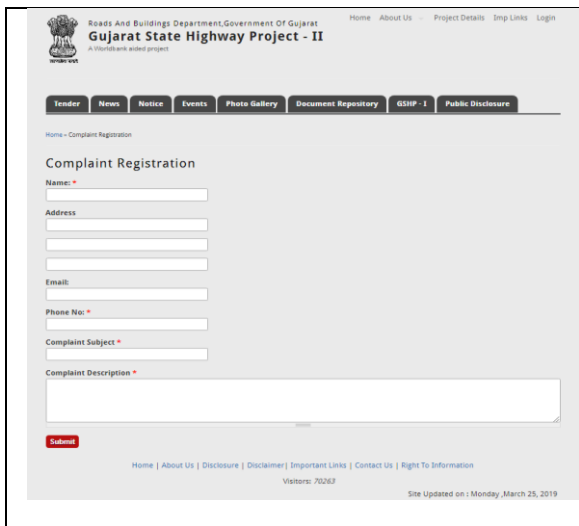 Roads And Buildings Department,Government Of Gujarat
Home About Us Project Details Imp Links Login
Gujarat State Highway Project - II
A Worldbank aided project
सत्यमेव जयते
Tender News Notice Events Photo Gallery Document Repository GSHP - I Public Disclosure
Home » Complaint Registration
Complaint Registration
Name: *
Address
Email:
Phone No: *
Complaint Subject *
Complaint Description *
Submit
Home | About Us | Disclosure | Disclaimer| Important Links | Contact Us | Right To Information
Visitors: 70263
Site Updated on : Monday ,March 25, 2019